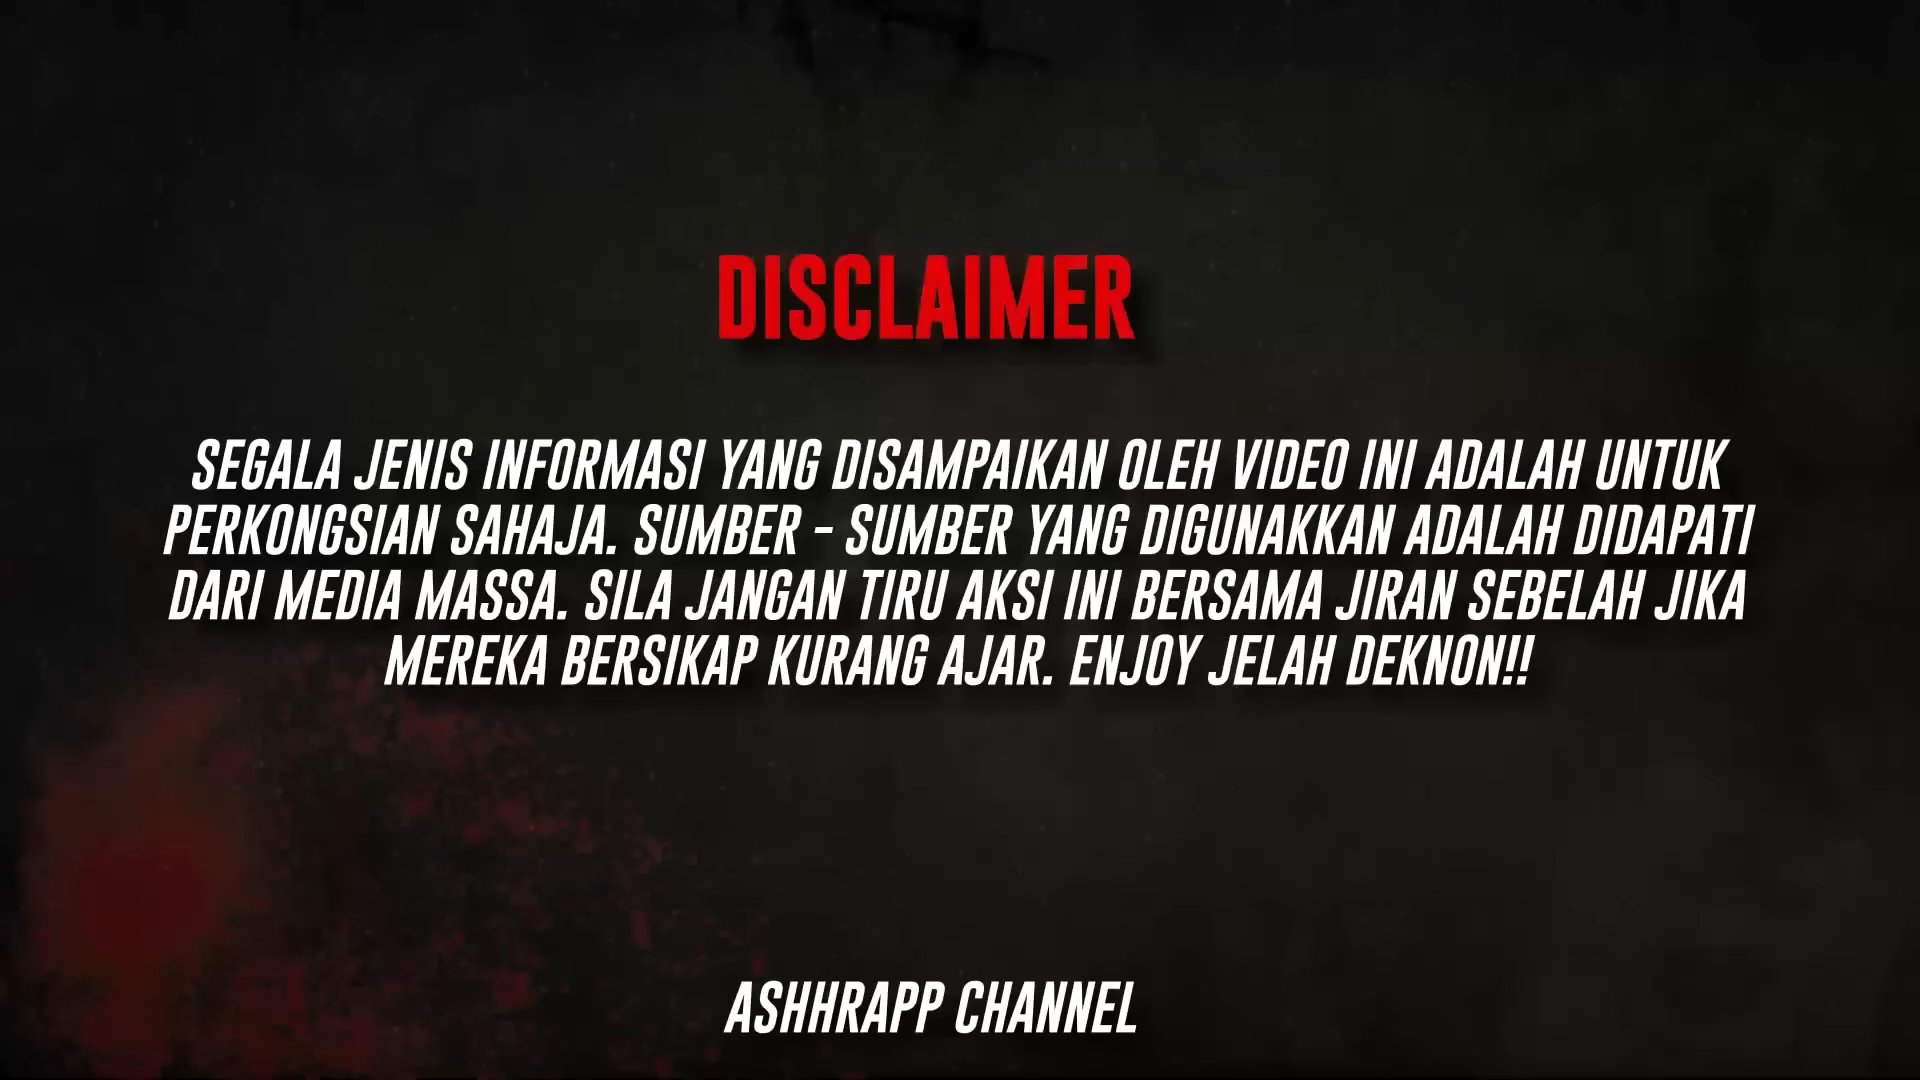 DISCLAIMER
SEGALA JENIS INFORMASI YANG DISAMPAIKAN OLEH VIDEO INI ADALAH UNTUK
PERKONGSIAN SAHAJA. SUMBER - SUMBER YANG DIGUNAKKAN ADALAH DIDAPATI
DARI MEDIA MASSA. SILA JANGAN TIRU AKSI INI BERSAMA JIRAN SEBELAH JIKA
MEREKA BERSIKAP KURANG AJAR. ENJOY JELAH DEKNON!!
ASHHRAPP CHANNEL